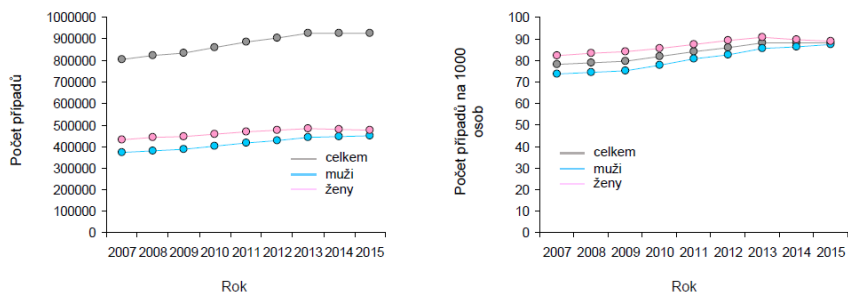 Počet případů
1000000
900000
800000
700000
600000
500000
400000
300000
200000
100000
0
celkem
muži
ženy
2007 2008 2009 2010 2011 2012 2013 2014 2015
Rok
Počet případů na 1000
osob
100
90
80
70
60
50
40
30
20
10
0
celkem
muži
ženy
2007 2008 2009 2010 2011 2012 2013 2014 2015
Rok